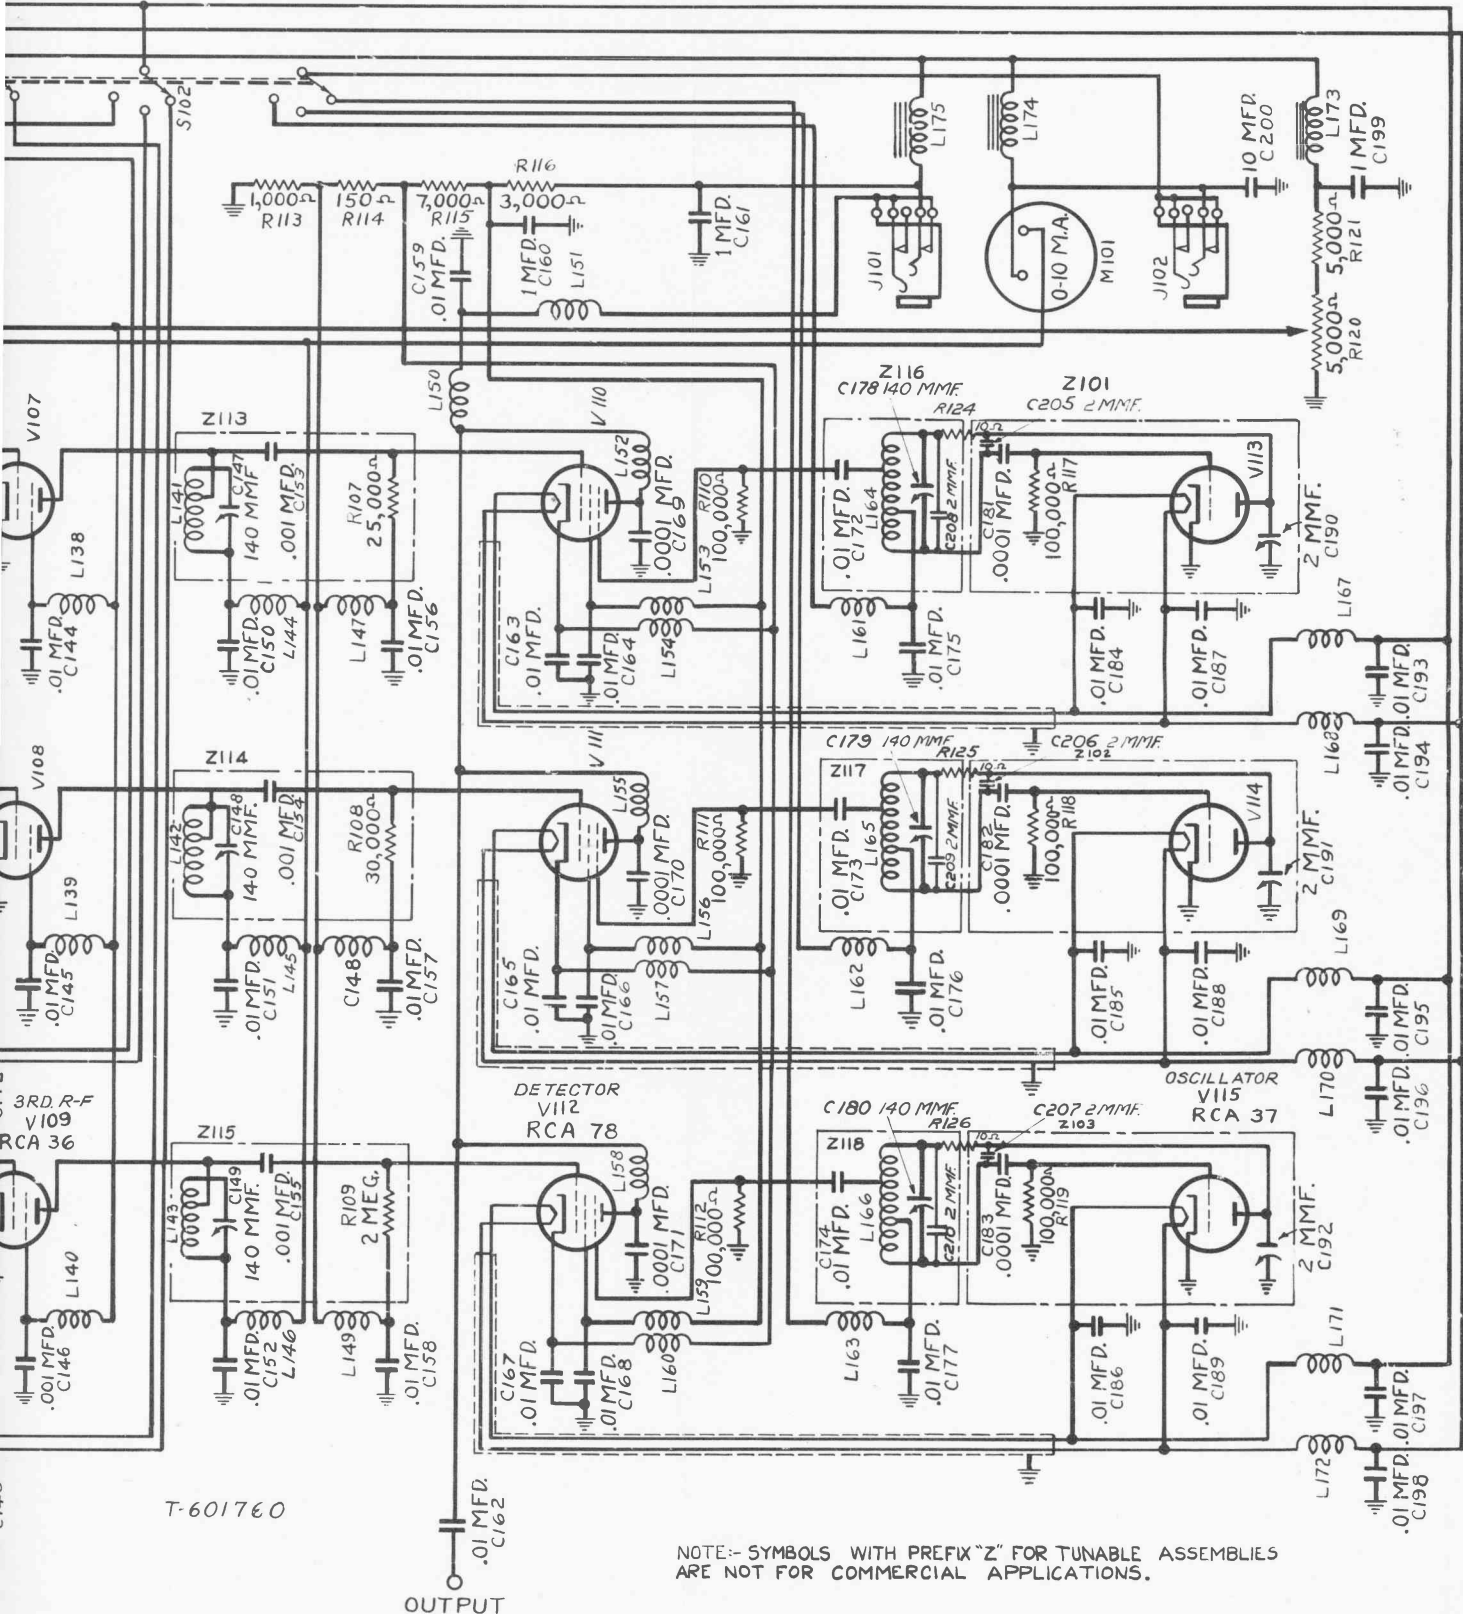 S102
R116
1,000Ω
R113
150Ω
R114
7,000Ω
R115
3,000Ω
C159
.01 MFD.
1 MFD.
C160
L151
1 MFD.
C161
L175
L174
10 MFD.
C200
L173
1 MFD.
C199
J101
0-10 M.A.
M101
J102
5,000Ω
R121
5,000Ω
R120
V107
L150
V110
Z113
L141
C147
140 MMF
.001 MFD.
C153
R107
25,000Ω
L152
.0001 MFD.
C169
R110
100,000Ω
L153
Z116
C178 140 MMF.
R124
Z101
C205 2 MMF.
10Ω
.01 MFD.
C172
L164
C208 2 MMF.
C181
.0001 MFD.
100,000Ω
R117
V113
2 MMF.
C190
L138
.01 MFD.
C144
.01 MFD.
C150
L144
L147
.01 MFD.
C156
C163
.01 MFD.
.01 MFD.
C164
L154
L161
.01 MFD.
C175
.01 MFD.
C184
.01 MFD.
C187
L167
.01 MFD.
C193
L168
.01 MFD.
C194
V108
V111
Z114
L142
C148
140 MMF.
.001 MFD.
C154
R108
30,000Ω
L155
.0001 MFD.
C170
R111
100,000Ω
L156
C179 140 MMF.
R125
C206 2 MMF.
Z102
Z117
10Ω
.01 MFD.
C173
L165
C209 2 MMF.
C182
.0001 MFD.
100,000Ω
R118
V114
2 MMF.
C191
L139
.01 MFD.
C145
.01 MFD.
C151
L145
C148
.01 MFD.
C157
C165
.01 MFD.
.01 MFD.
C166
L157
L162
.01 MFD.
C176
.01 MFD.
C185
.01 MFD.
C188
L169
.01 MFD.
C195
L170
.01 MFD.
C196
3RD. R-F
V109
RCA 36
DETECTOR
V112
RCA 78
OSCILLATOR
V115
RCA 37
Z115
L143
C149
140 MMF.
.001 MFD.
C155
R109
2 MEG.
L158
.0001 MFD.
C171
R112
100,000Ω
L159
C180 140 MMF.
R126
C207 2 MMF.
Z103
Z118
10Ω
C174
.01 MFD.
L166
C210 2 MMF.
C183
.0001 MFD.
100,000Ω
R119
2 MMF.
C192
L140
.001 MFD.
C146
.01 MFD.
C152
L146
L149
.01 MFD.
C158
C167
.01 MFD.
.01 MFD.
C168
L160
L163
.01 MFD.
C177
.01 MFD.
C186
.01 MFD.
C189
L171
.01 MFD.
C197
L172
.01 MFD.
C198
T-601760
.01 MFD.
C162
OUTPUT
NOTE:- SYMBOLS WITH PREFIX "Z" FOR TUNABLE ASSEMBLIES
ARE NOT FOR COMMERCIAL APPLICATIONS.